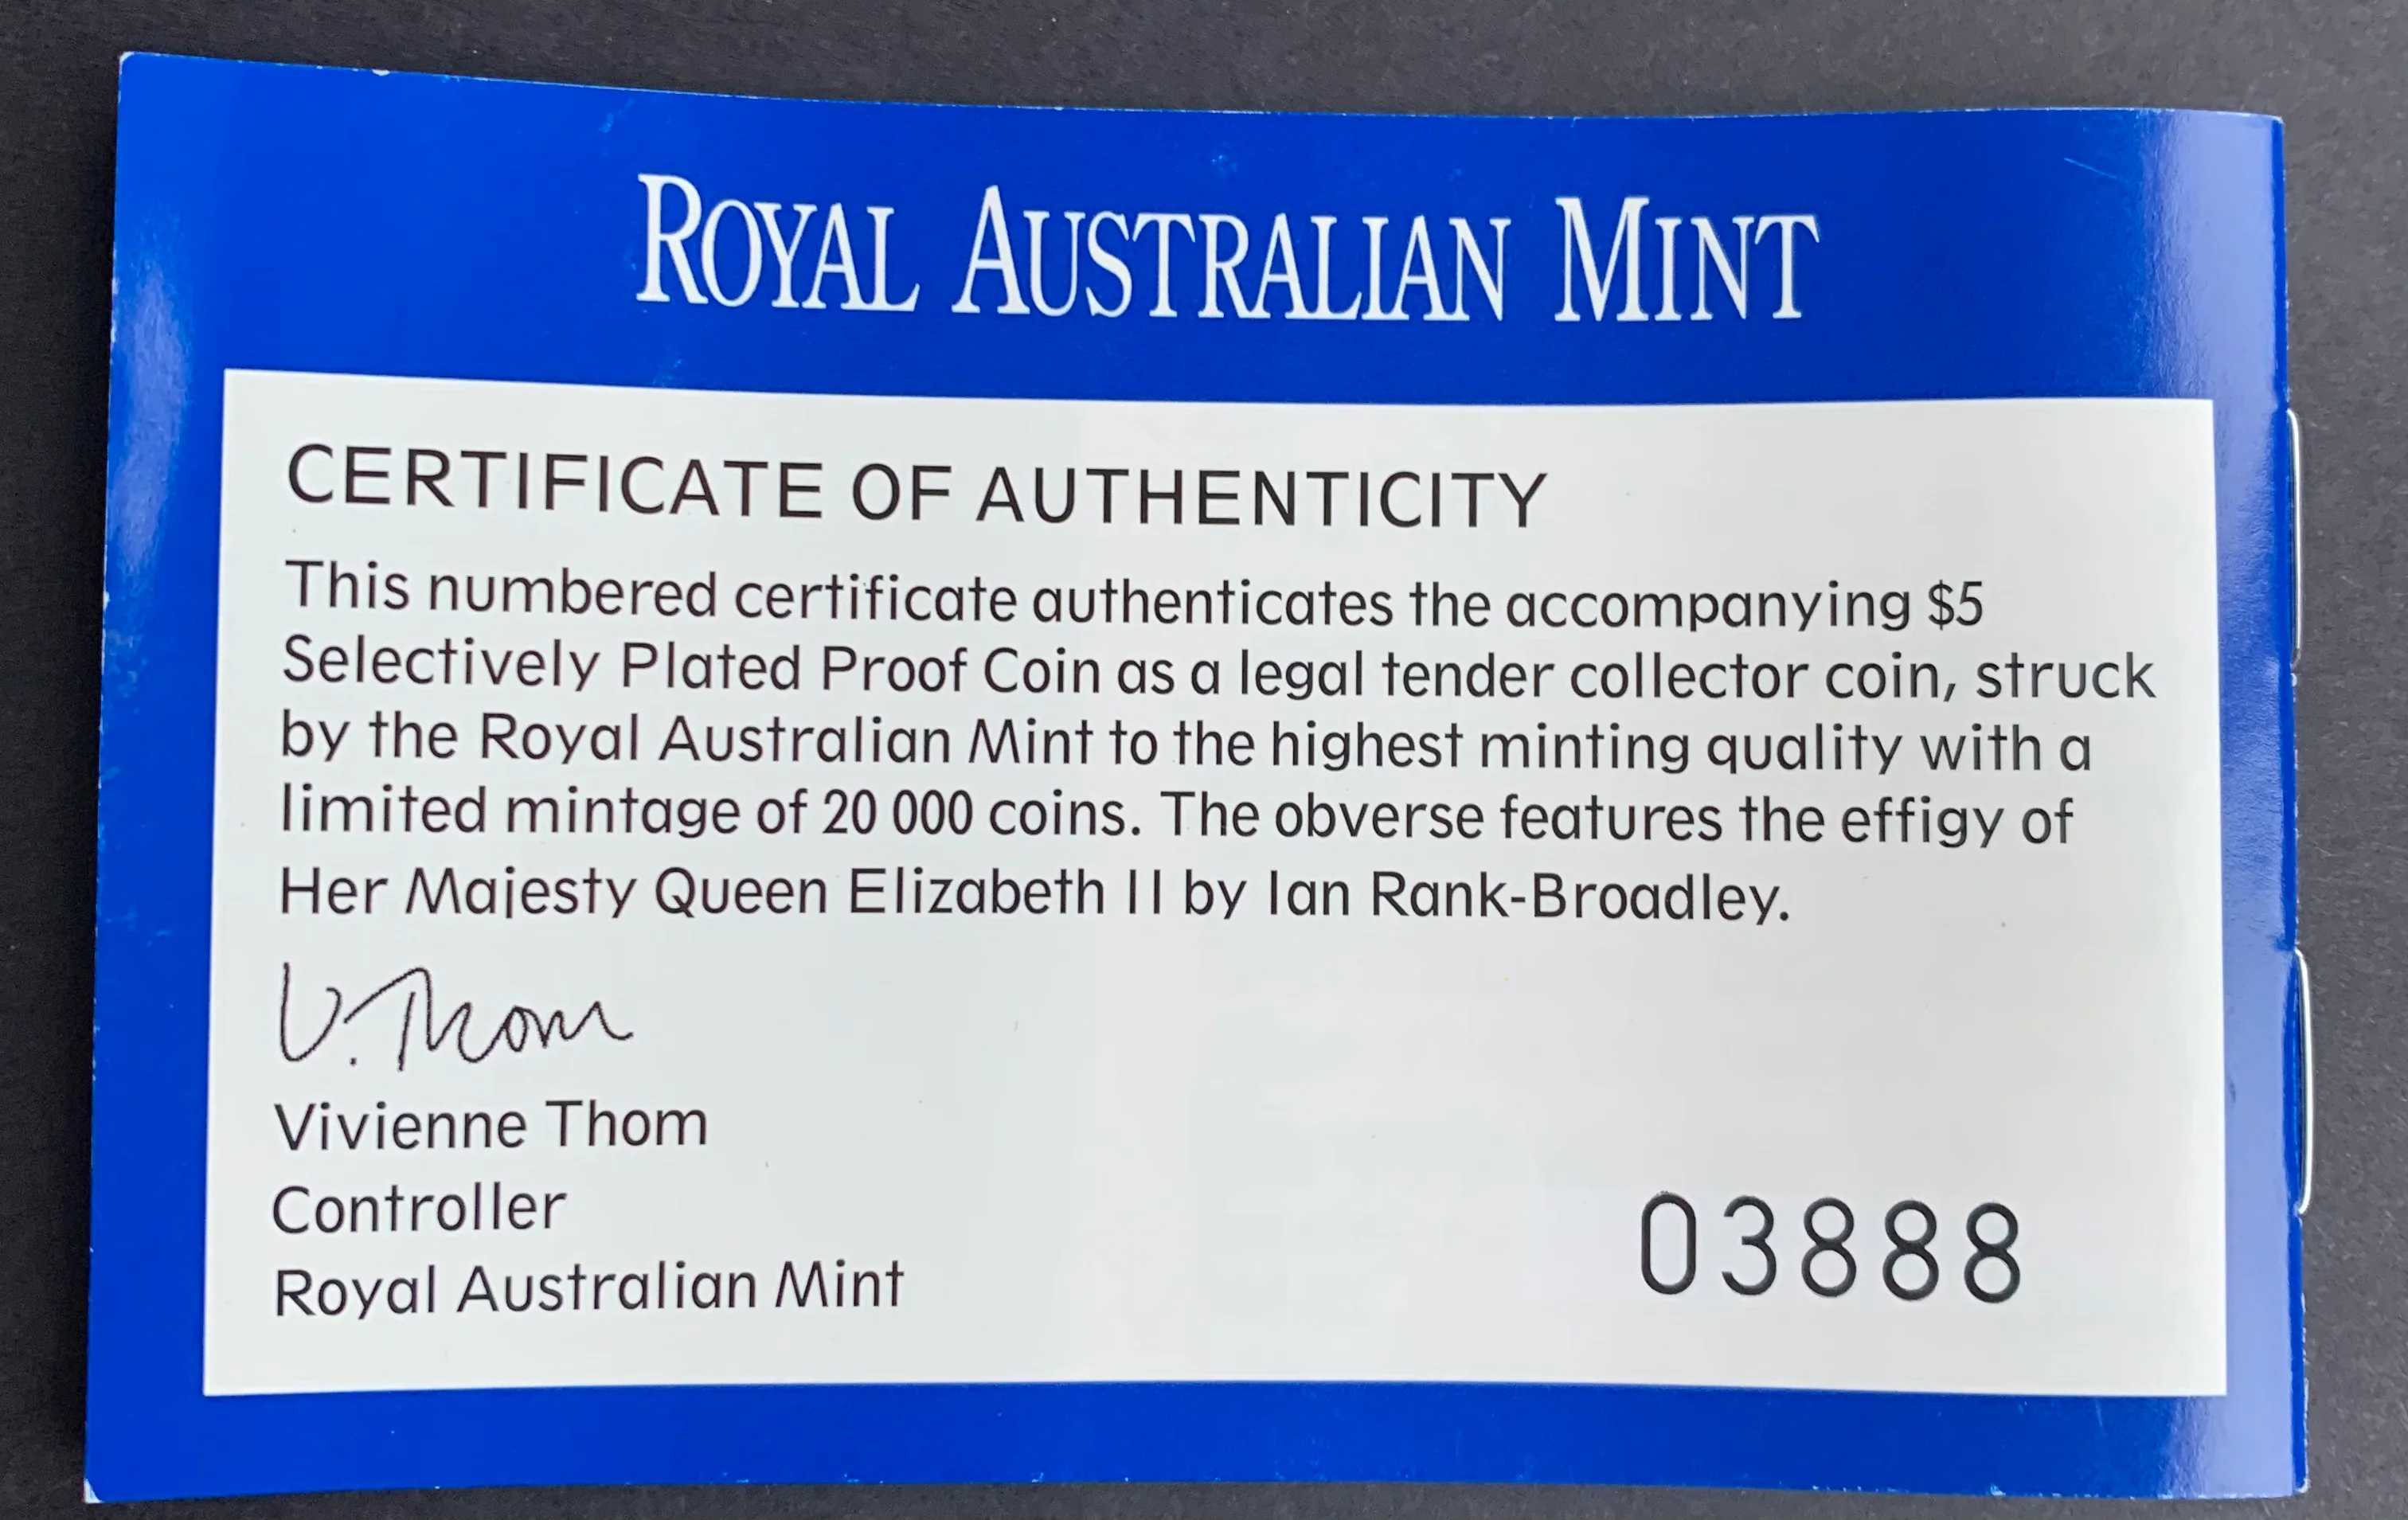 ROYAL AUSTRALIAN MINT
CERTIFICATE OF AUTHENTICITY
This numbered certificate authenticates the accompanying $5
Selectively Plated Proof Coin as a legal tender collector coin, struck
by the Royal Australian Mint to the highest minting quality with a
limited mintage of 20 000 coins. The obverse features the effigy of
Her Majesty Queen Elizabeth II by Ian Rank-Broadley.
V. Thom
Vivienne Thom
Controller
Royal Australian Mint
03888